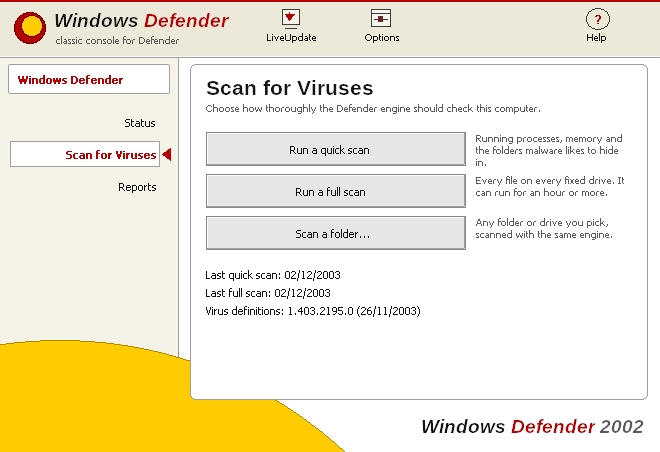 Windows Defender
classic console for Defender
LiveUpdate
Options
?
Help
Windows Defender
Status
Scan for Viruses
Reports
Scan for Viruses
Choose how thoroughly the Defender engine should check this computer.
Run a quick scan
Running processes, memory and
the folders malware likes to hide
in.
Run a full scan
Every file on every fixed drive. It
can run for an hour or more.
Scan a folder...
Any folder or drive you pick,
scanned with the same engine.
Last quick scan: 02/12/2003
Last full scan: 02/12/2003
Virus definitions: 1.403.2195.0 (26/11/2003)
Windows Defender 2002